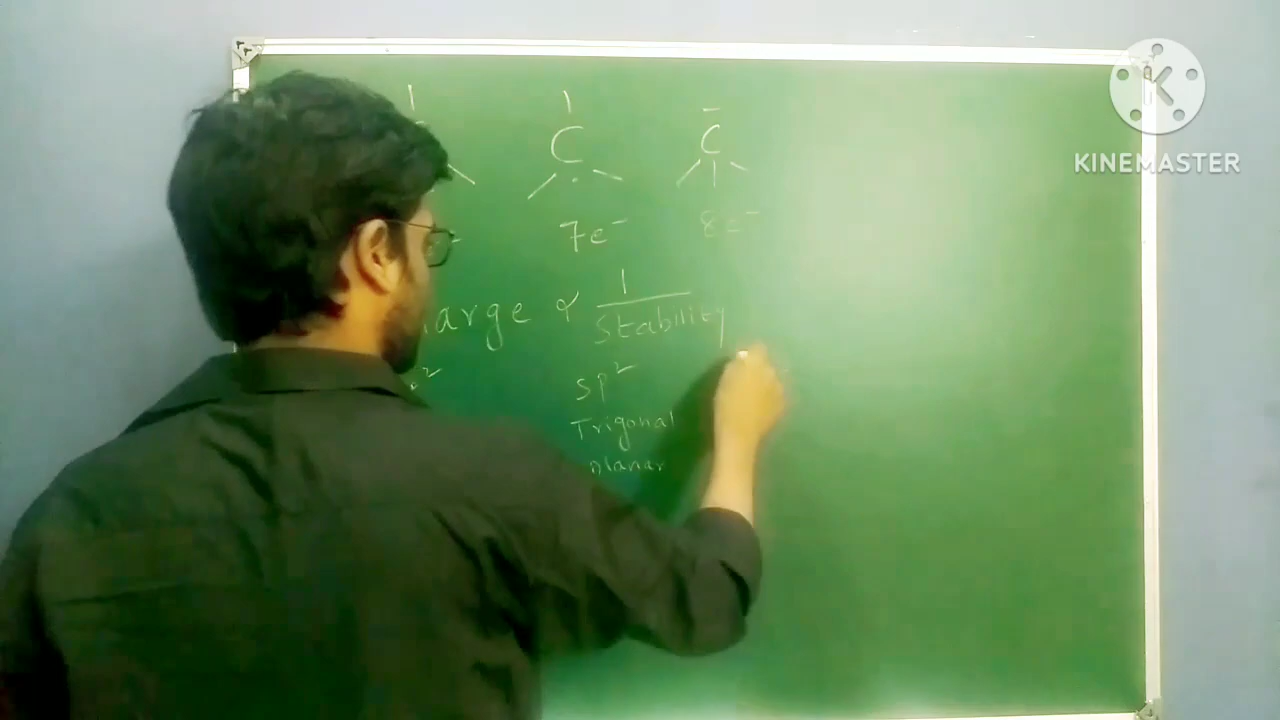 C C̄
7e⁻ 8e⁻
arge ∝ 1/Stability
sp²
Trigonal
planar
KINEMASTER